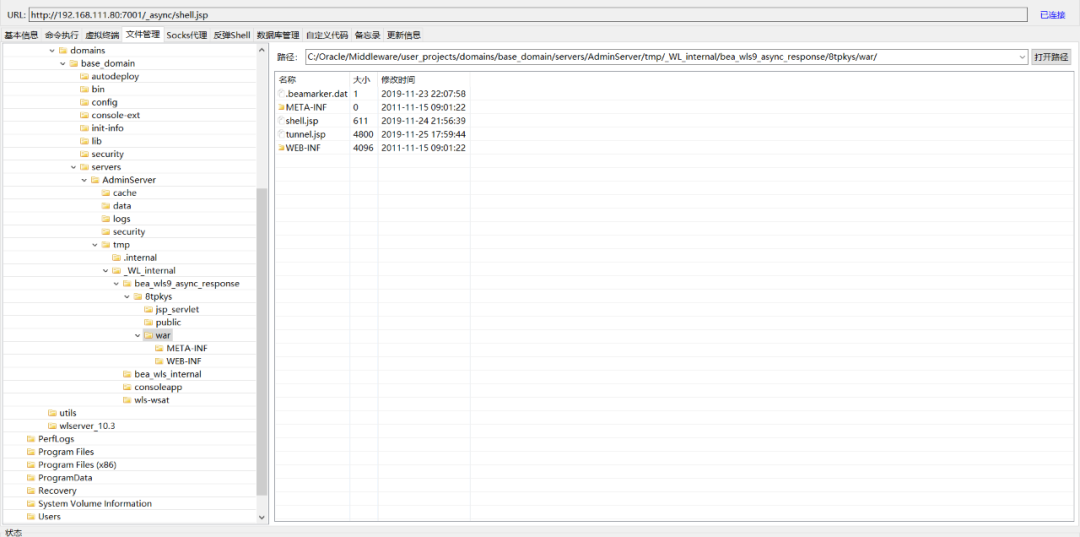 URL: http://192.168.111.80:7001/_async/shell.jsp 已连接
基本信息 命令执行 虚拟终端 文件管理 Socks代理 反弹Shell 数据库管理 自定义代码 备忘录 更新信息
domains
base_domain
autodeploy
bin
config
console-ext
init-info
lib
security
servers
AdminServer
cache
data
logs
security
tmp
.internal
_WL_internal
bea_wls9_async_response
8tpkys
jsp_servlet
public
war
META-INF
WEB-INF
bea_wls_internal
consoleapp
wls-wsat
utils
wlserver_10.3
PerfLogs
Program Files
Program Files (x86)
ProgramData
Recovery
System Volume Information
Users
路径: C:/Oracle/Middleware/user_projects/domains/base_domain/servers/AdminServer/tmp/_WL_internal/bea_wls9_async_response/8tpkys/war/ 打开路径
名称 大小 修改时间
.beamarker.dat 1 2019-11-23 22:07:58
META-INF 0 2011-11-15 09:01:22
shell.jsp 611 2019-11-24 21:56:39
tunnel.jsp 4800 2019-11-25 17:59:44
WEB-INF 4096 2011-11-15 09:01:22
状态